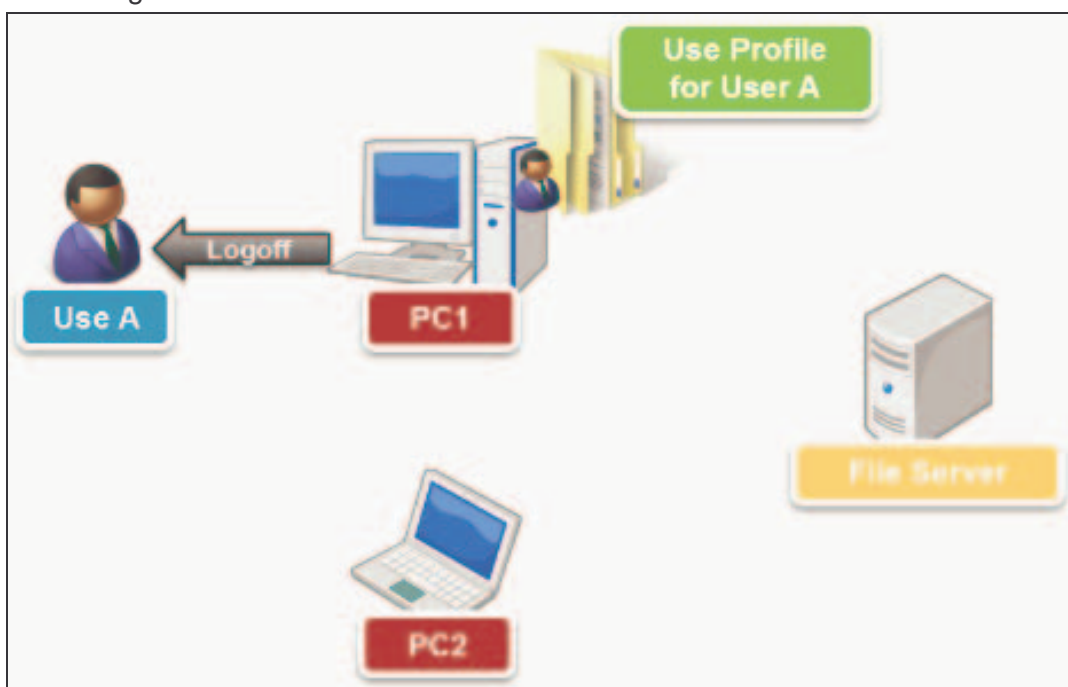 Use Profile
for User A
Logoff
Use A
PC1
File Server
PC2